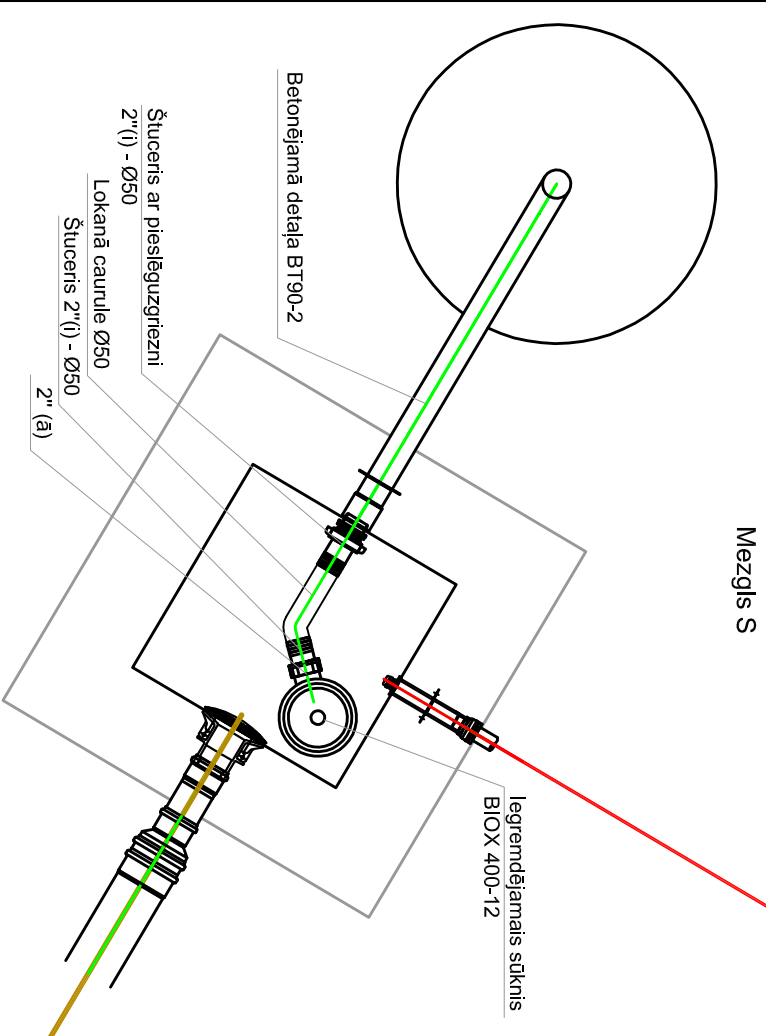 Mezgls S
Betonējamā detaļa BT90-2
Štuceris ar pieslēguzgriezni
2"(i) - Ø50
Lokanā caurule Ø50
Štuceris 2"(i) - Ø50
2" (ā)
Iegremdējamais sūknis
BIOX 400-12